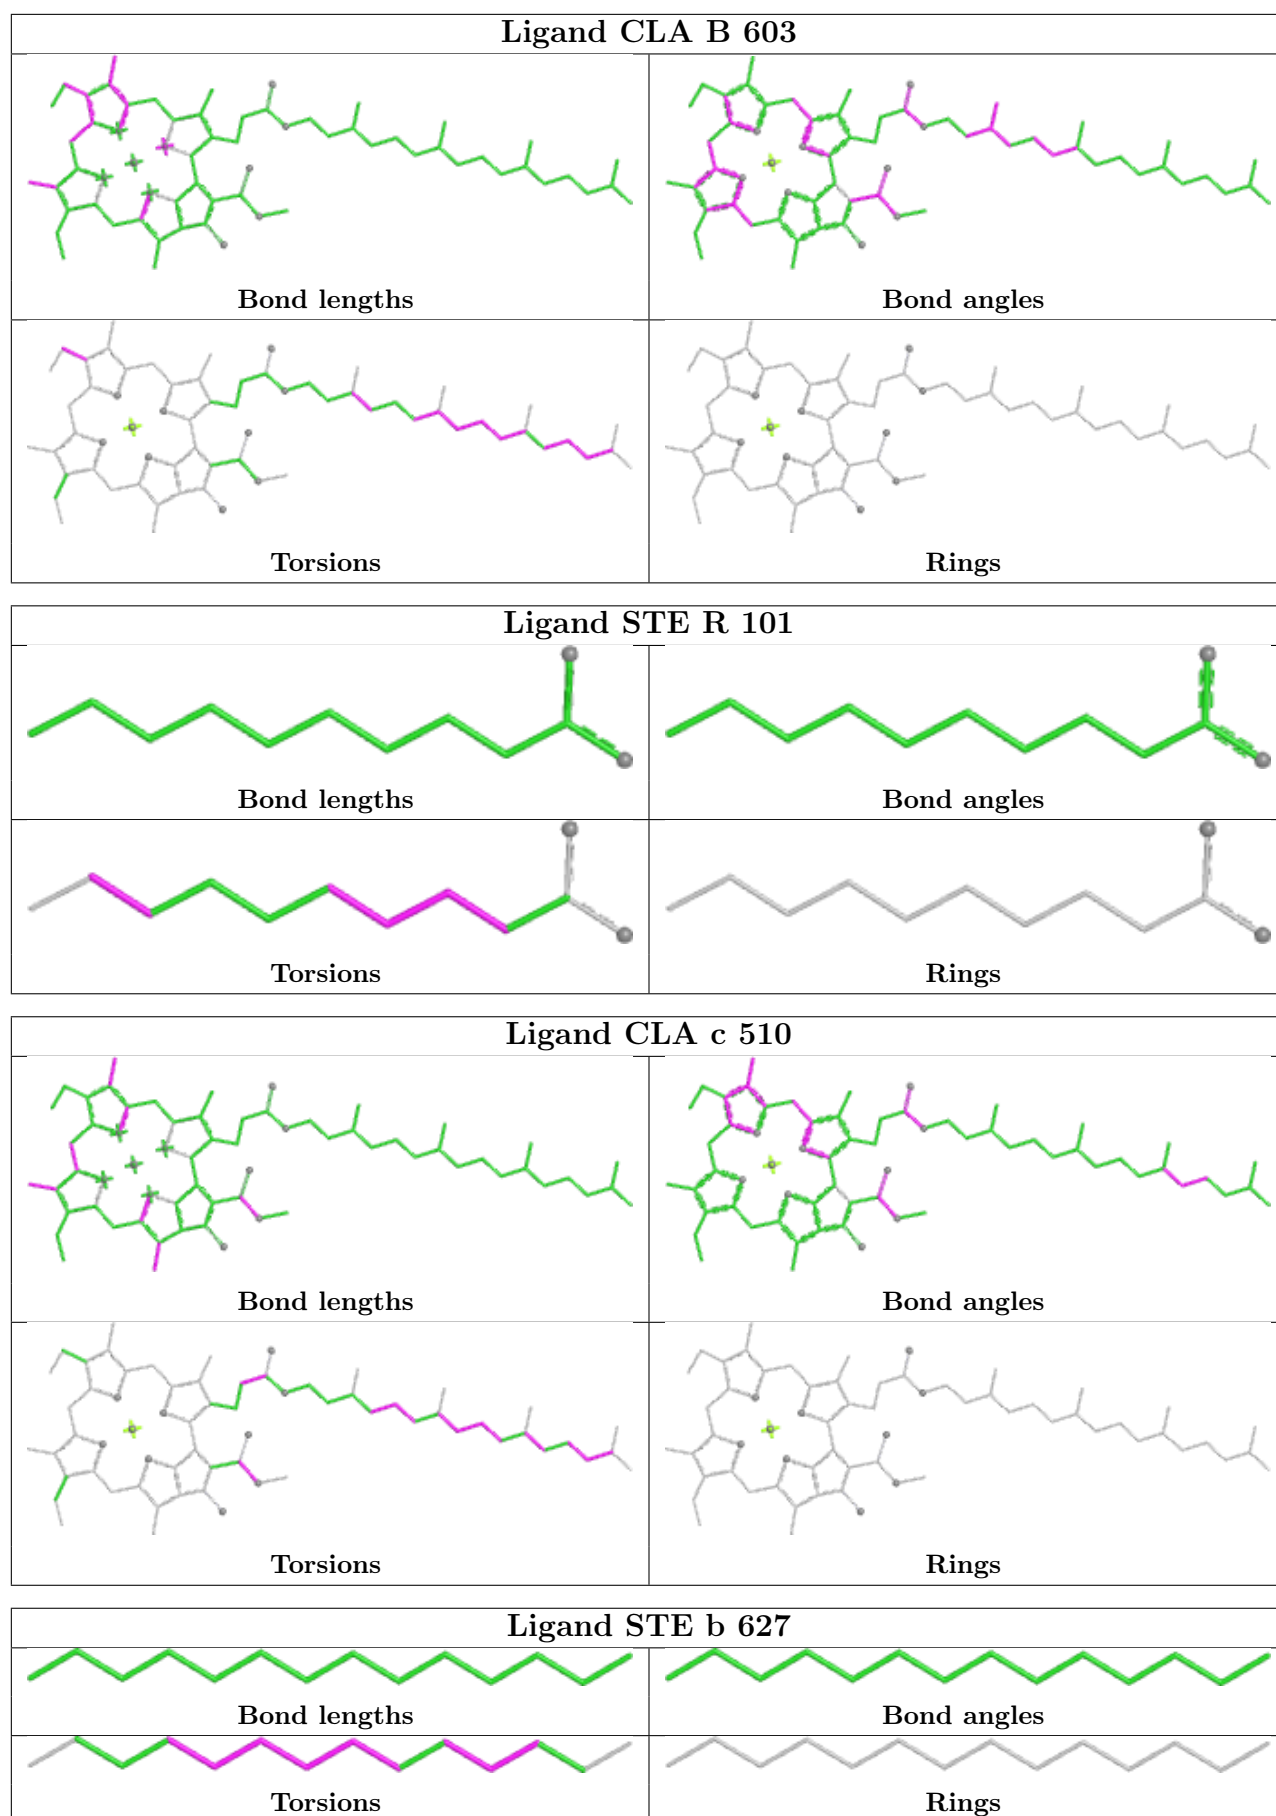 Ligand CLA B 603
Bond lengths
Bond angles
Torsions
Rings
Ligand STE R 101
Bond lengths
Bond angles
Torsions
Rings
Ligand CLA c 510
Bond lengths
Bond angles
Torsions
Rings
Ligand STE b 627
Bond lengths
Bond angles
Torsions
Rings